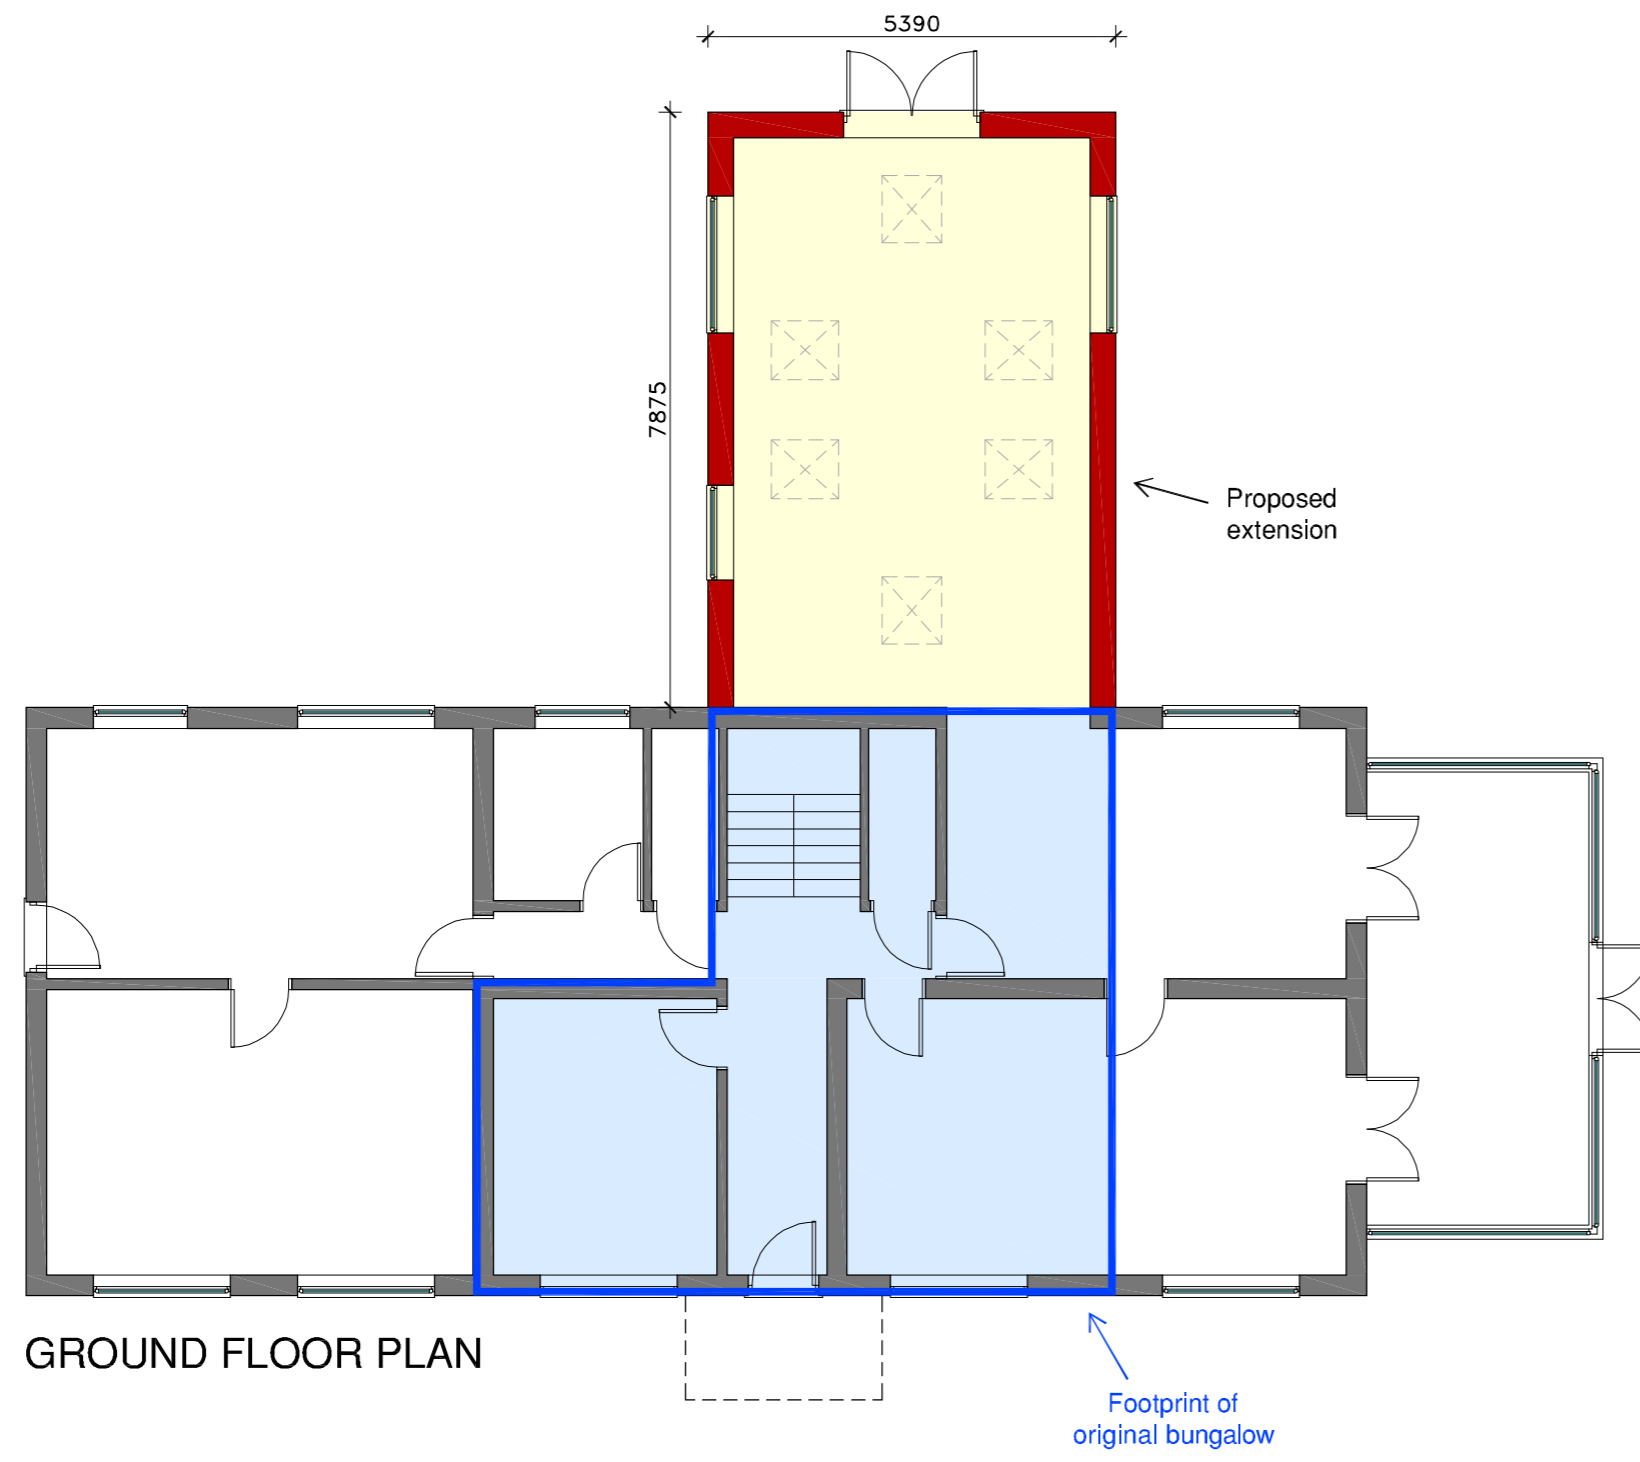 5390
7875
Proposed
extension
GROUND FLOOR PLAN
Footprint of
original bungalow